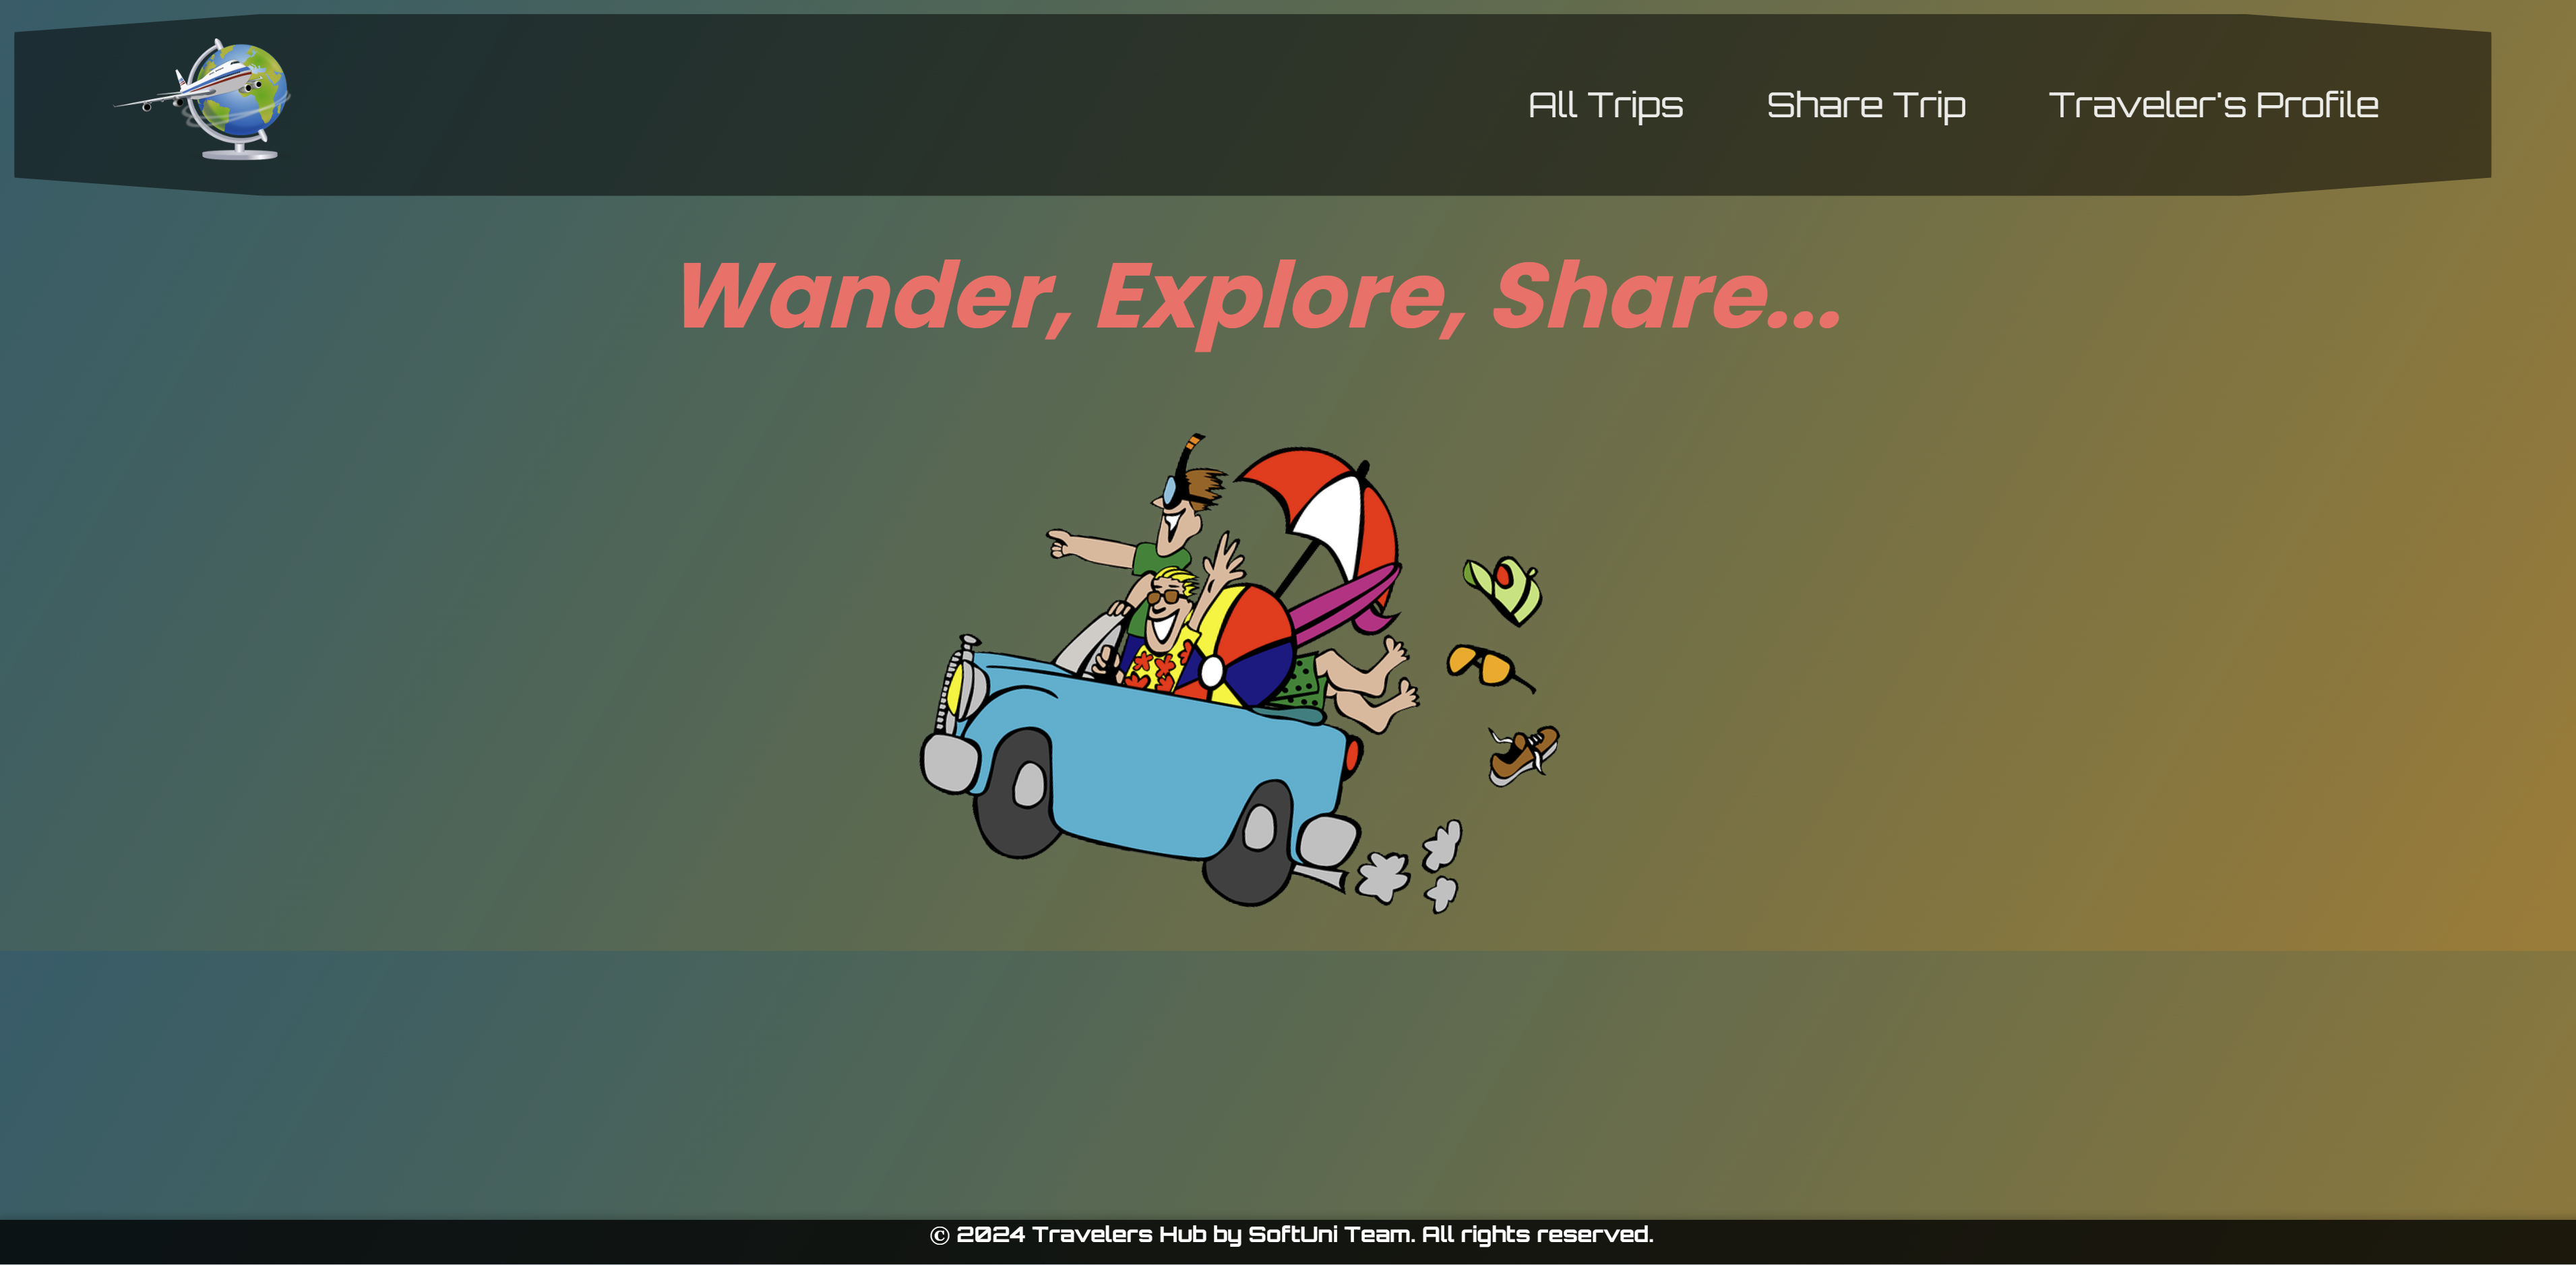 All Trips Share Trip Traveler's Profile
Wander, Explore, Share...
© 2024 Travelers Hub by SoftUni Team. All rights reserved.